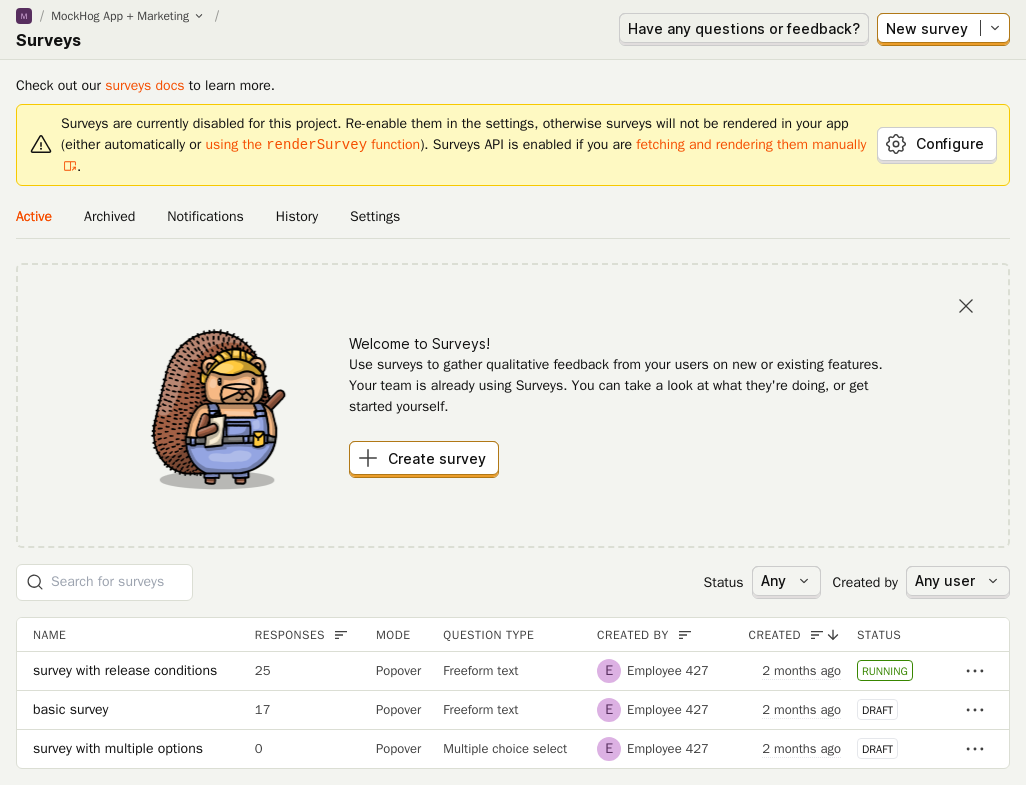 M / MockHog App + Marketing /
Surveys
Have any questions or feedback?
New survey
Check out our surveys docs to learn more.
Surveys are currently disabled for this project. Re-enable them in the settings, otherwise surveys will not be rendered in your app
(either automatically or using the renderSurvey function). Surveys API is enabled if you are fetching and rendering them manually
.
Configure
Active Archived Notifications History Settings
Welcome to Surveys!
Use surveys to gather qualitative feedback from your users on new or existing features.
Your team is already using Surveys. You can take a look at what they're doing, or get
started yourself.
Create survey
Search for surveys
Status Any Created by Any user
NAME RESPONSES MODE QUESTION TYPE CREATED BY CREATED STATUS
survey with release conditions 25 Popover Freeform text E Employee 427 2 months ago RUNNING
basic survey 17 Popover Freeform text E Employee 427 2 months ago DRAFT
survey with multiple options 0 Popover Multiple choice select E Employee 427 2 months ago DRAFT